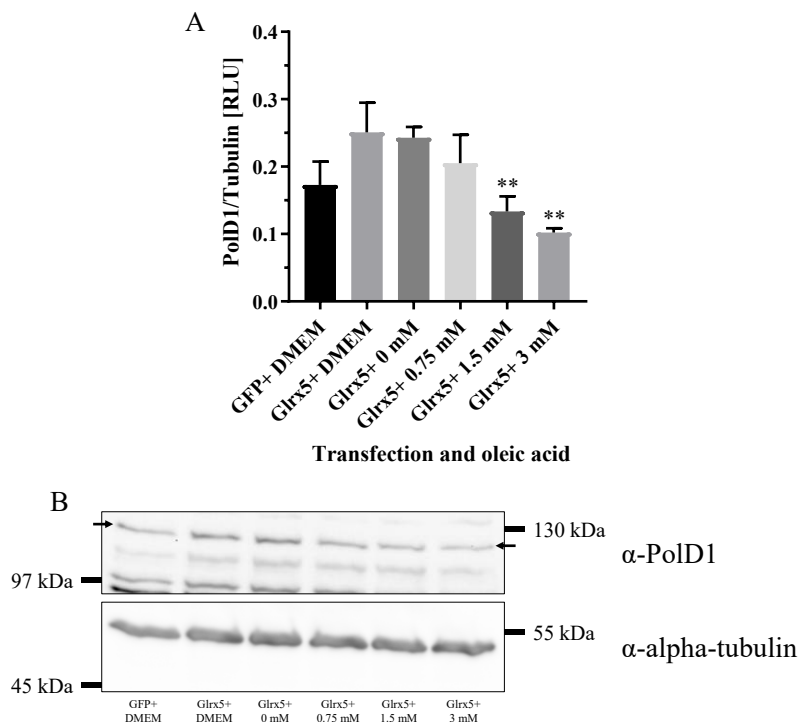 A
PolD1/Tubulin [RLU]
0.4
0.3
0.2
0.1
0.0
**
**
GFP+ DMEM
Glrx5+ DMEM
Glrx5+ 0 mM
Glrx5+ 0.75 mM
Glrx5+ 1.5 mM
Glrx5+ 3 mM
Transfection and oleic acid
B
130 kDa
α-PolD1
97 kDa
55 kDa
α-alpha-tubulin
45 kDa
GFP+
DMEM
Glrx5+
DMEM
Glrx5+
0 mM
Glrx5+
0.75 mM
Glrx5+
1.5 mM
Glrx5+
3 mM